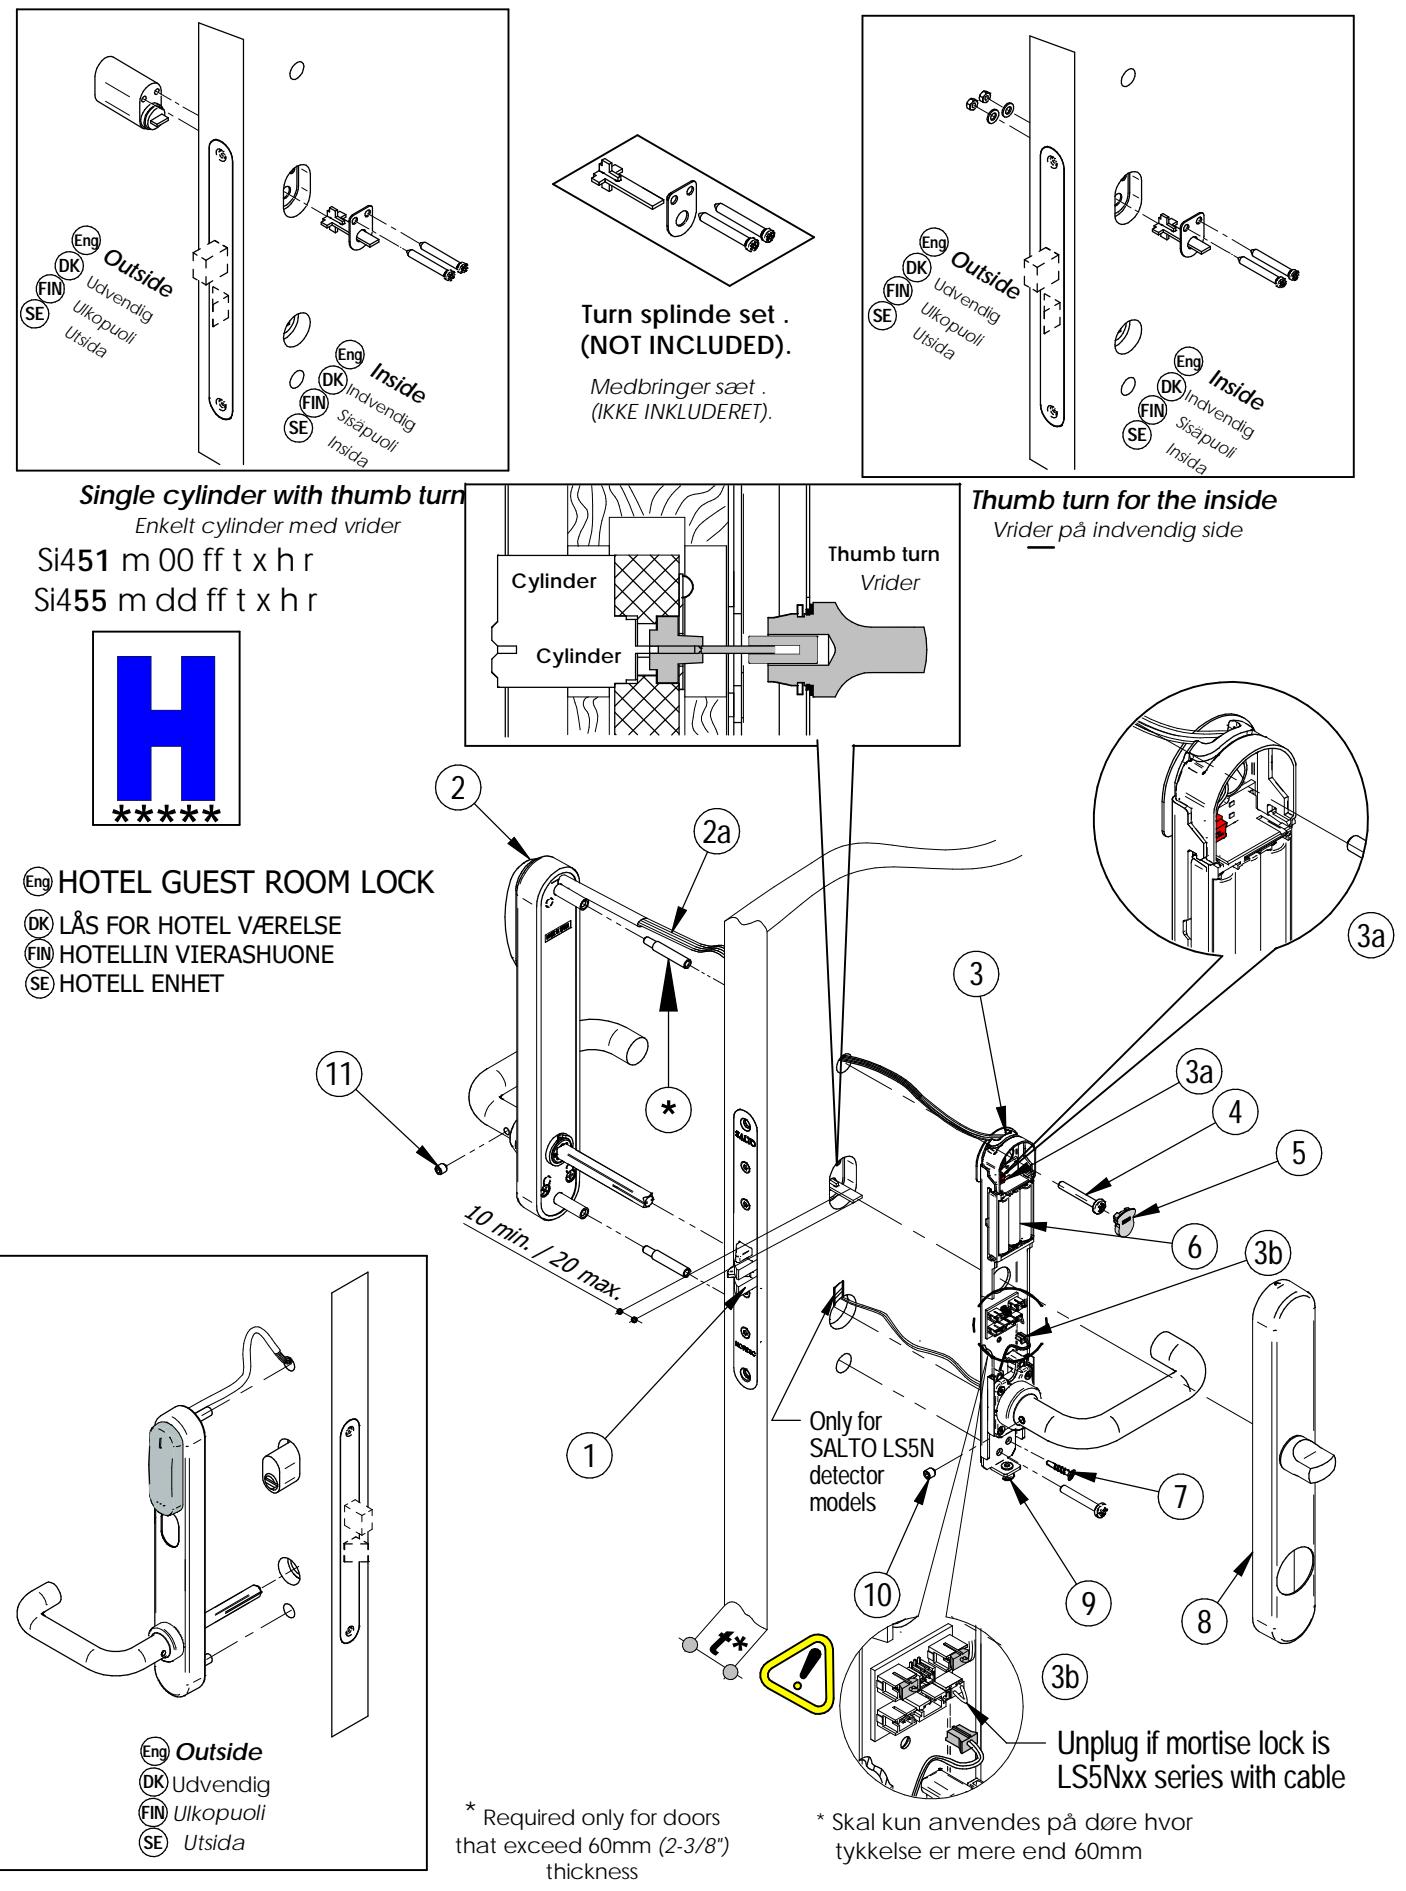 Eng Outside
DK Udvendig
FIN Ulkopuoli
SE Utsida
Eng Inside
DK Indvendig
FIN Sisäpuoli
SE Insida
Turn splinde set .
(NOT INCLUDED).
Medbringer sæt .
(IKKE INKLUDERET).
Eng Outside
DK Udvendig
FIN Ulkopuoli
SE Utsida
Eng Inside
DK Indvendig
FIN Sisäpuoli
SE Insida
Single cylinder with thumb turn
Enkelt cylinder med vrider
Thumb turn for the inside
Vrider på indvendig side
Si451 m 00 ff t x h r
Si455 m dd ff t x h r
Cylinder
Cylinder
Thumb turn
Vrider
H
*****
Eng HOTEL GUEST ROOM LOCK
DK LÅS FOR HOTEL VÆRELSE
FIN HOTELLIN VIERASHUONE
SE HOTELL ENHET
2
2a
3a
3
3a
4
5
6
3b
11
*
SALTO
10 min. / 20 max.
1
Only for
SALTO LS5N
detector
models
7
10
9
8
t*
3b
Unplug if mortise lock is
LS5Nxx series with cable
Eng Outside
DK Udvendig
FIN Ulkopuoli
SE Utsida
* Required only for doors
that exceed 60mm (2-3/8")
thickness
* Skal kun anvendes på døre hvor
tykkelse er mere end 60mm